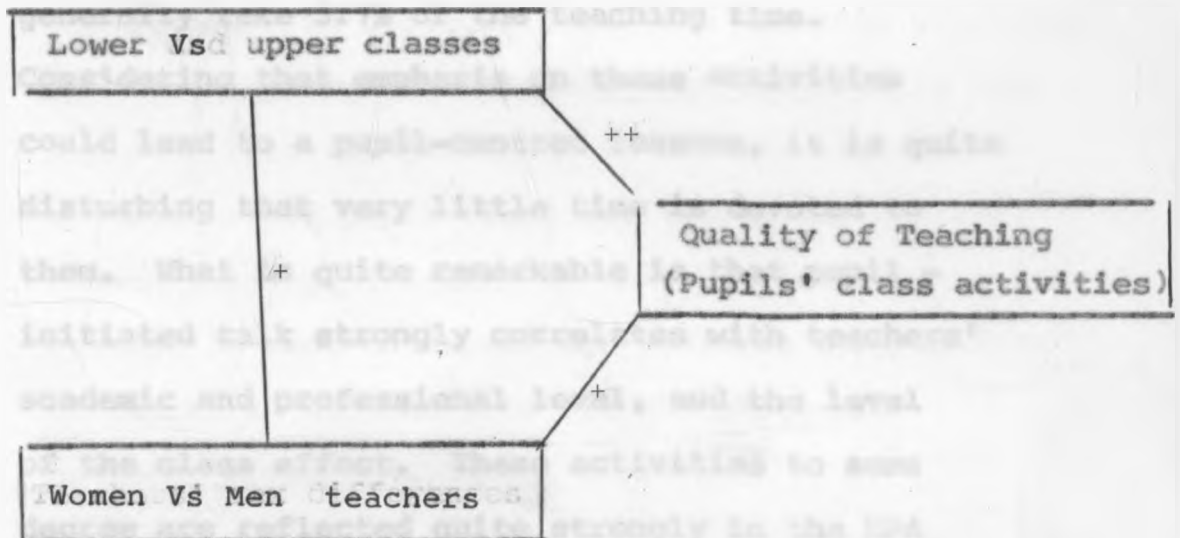 generally take 31% of the teaching time.
Lower Vs upper classes
Considering that emphasis on these activities
++
could lead to a pupil-centred lessons, it is quite
disturbing that very little time is devoted to
Quality of Teaching
them. What is quite remarkable is that pupil -
+
(Pupils' class activities)
initiated talk strongly correlates with teachers'
academic and professional level, and the level
+
of the class effect. These activities to some
Women Vs Men teachers
degree are reflected quite strongly in the